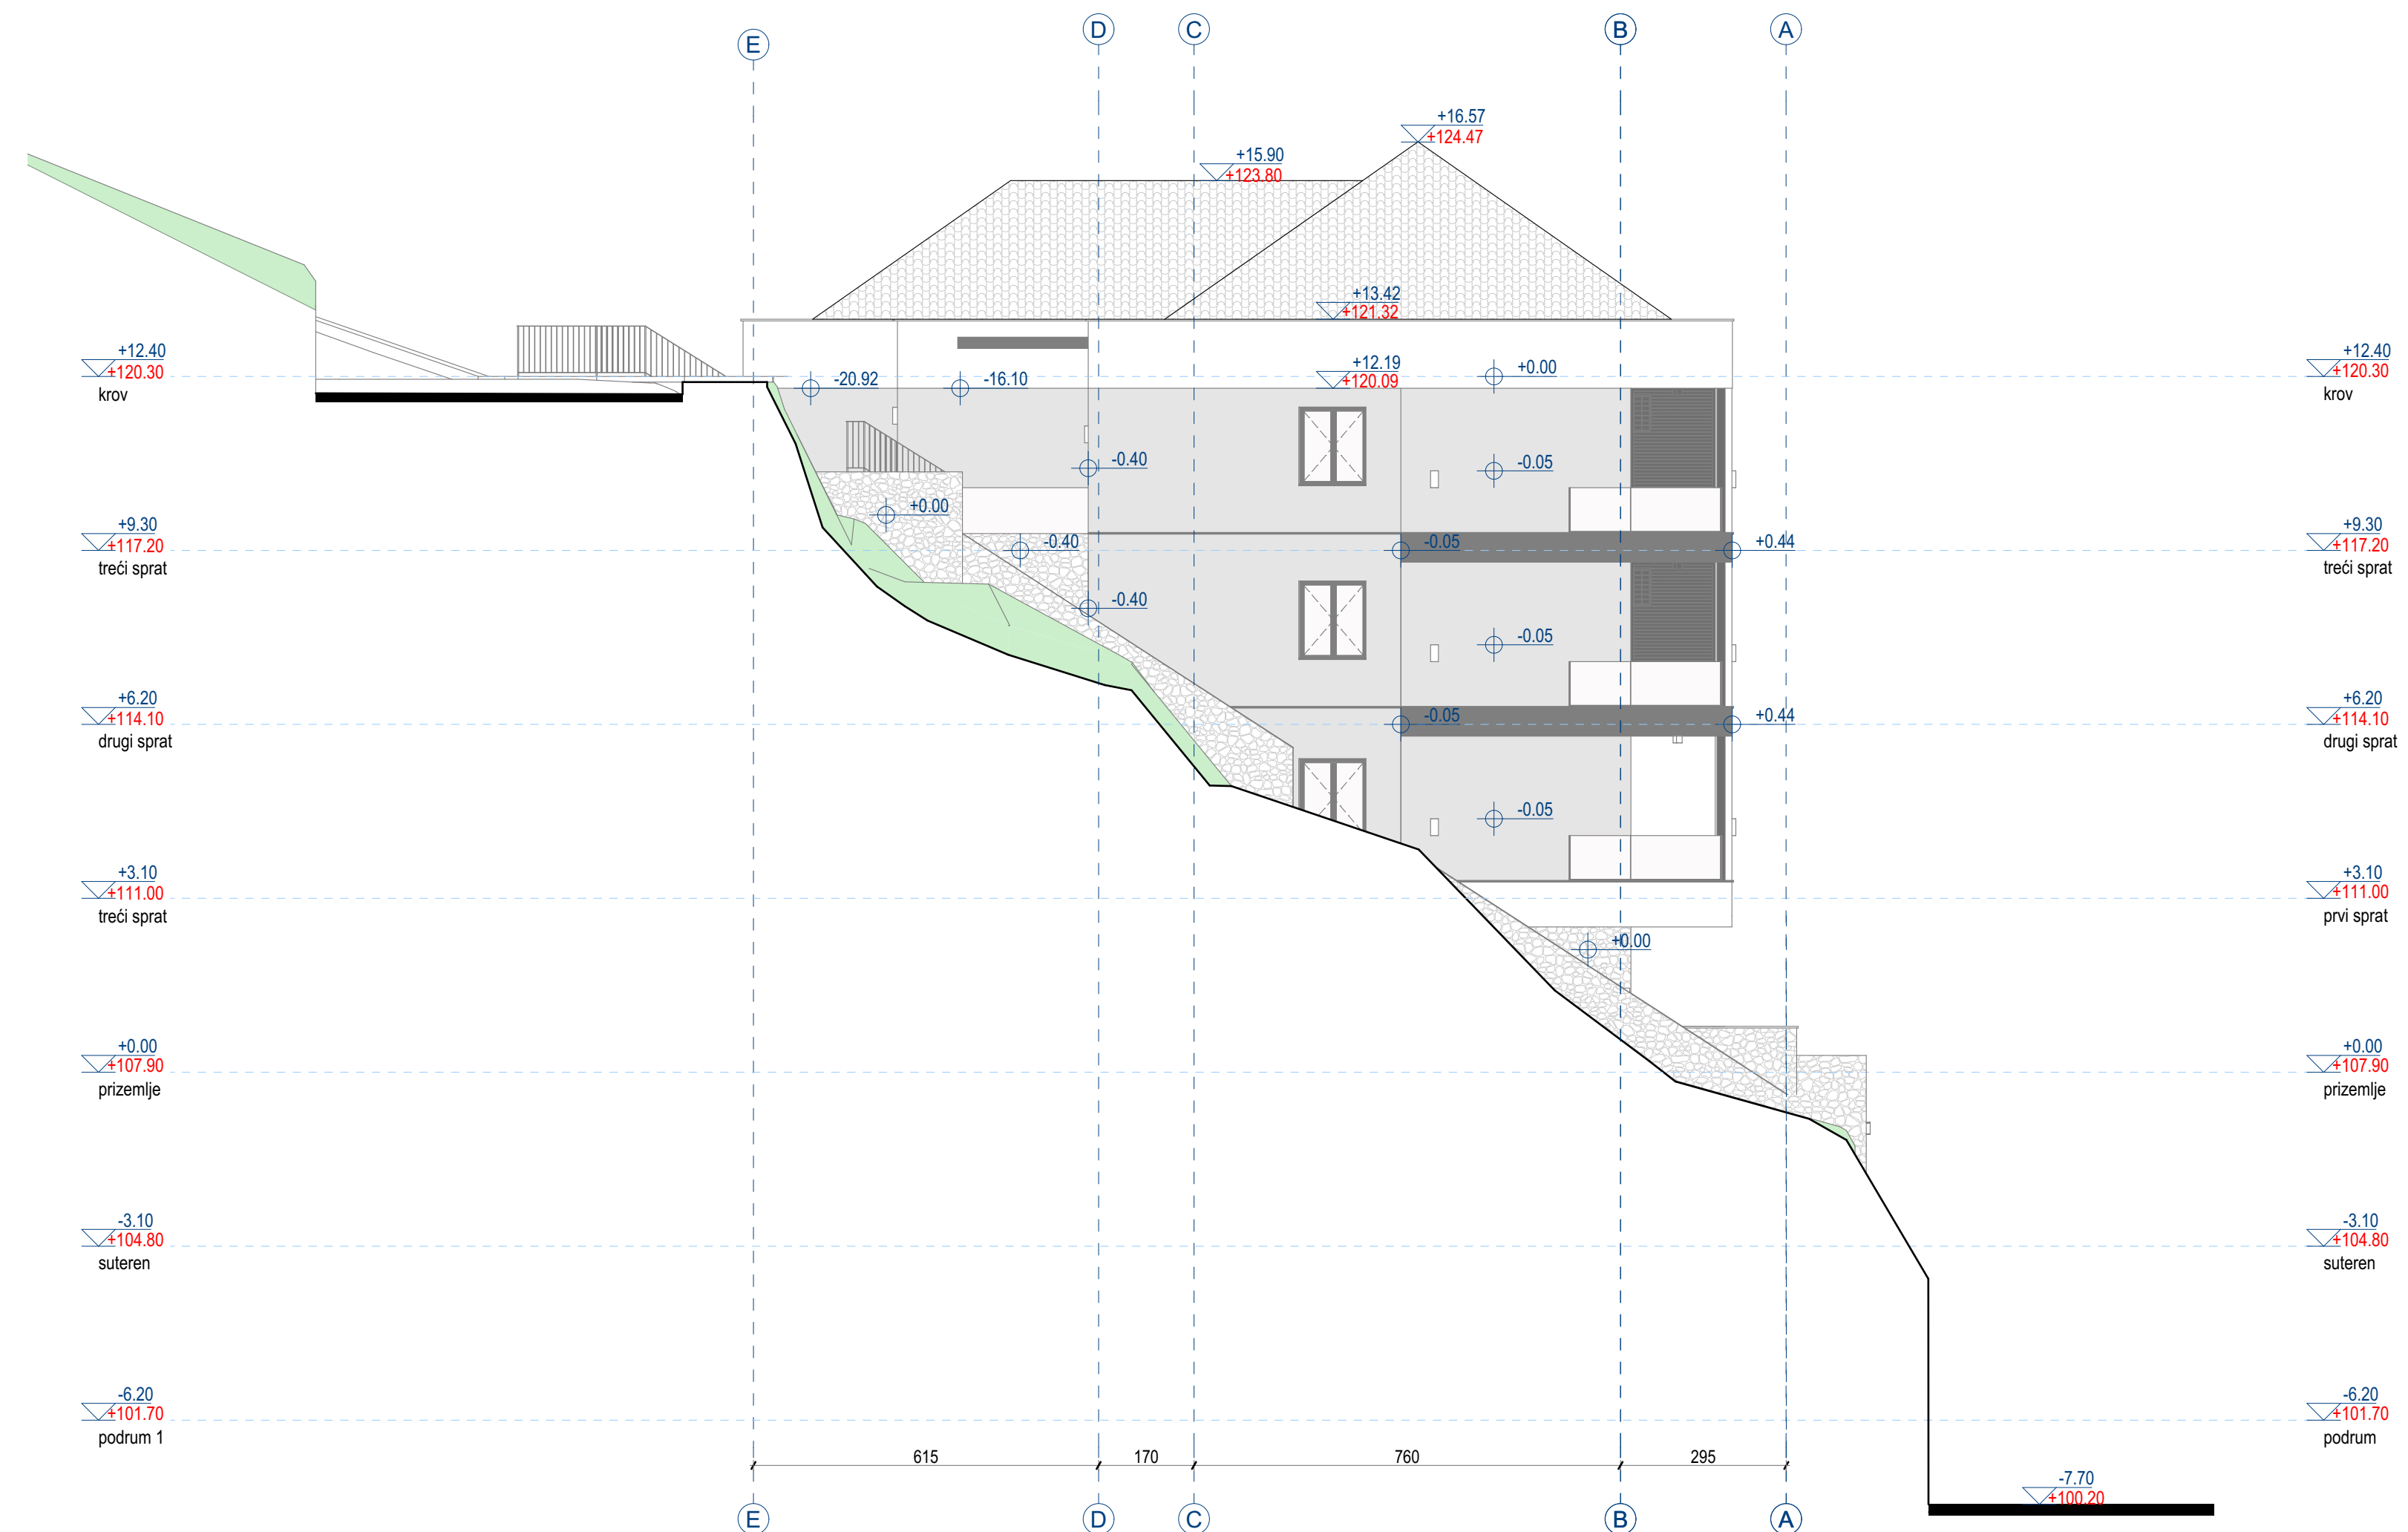 E
D
C
B
A
+16.57
+124.47
+15.90
+123.80
+13.42
+121.32
+12.40
+120.30
krov
+12.19
+120.09
+0.00
-20.92
-16.10
+12.40
+120.30
krov
-0.40
-0.05
+0.00
+9.30
+117.20
treći sprat
-0.40
-0.05
+0.44
+9.30
+117.20
treći sprat
-0.40
-0.05
+6.20
+114.10
drugi sprat
-0.05
+0.44
+6.20
+114.10
drugi sprat
-0.05
+3.10
+111.00
treći sprat
+3.10
+111.00
prvi sprat
+0.00
+0.00
+107.90
prizemlje
+0.00
+107.90
prizemlje
-3.10
+104.80
suteren
-3.10
+104.80
suteren
-6.20
+101.70
podrum 1
-6.20
+101.70
podrum
615
170
760
295
-7.70
+100.20
E
D
C
B
A